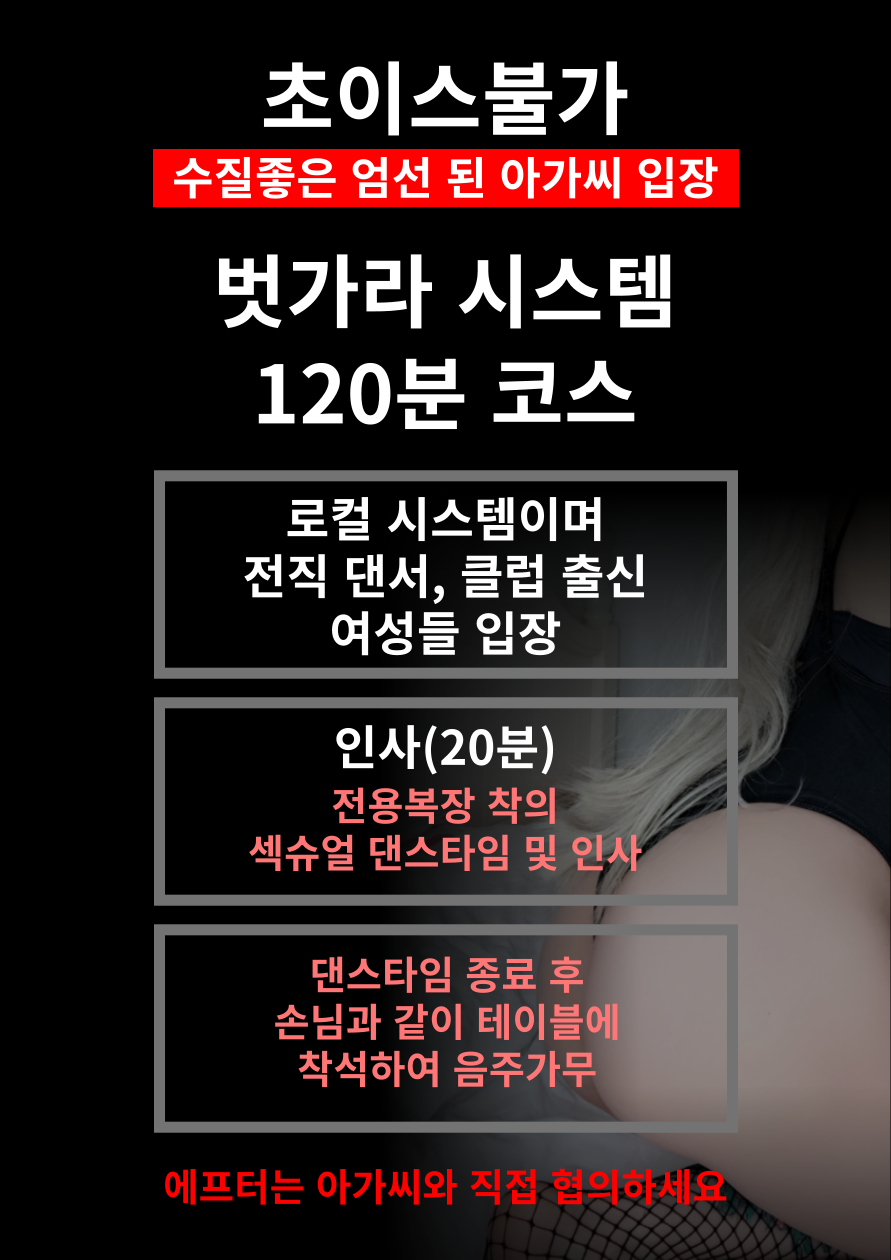 초이스불가
수질좋은 엄선 된 아가씨 입장
벗가라 시스템
120분 코스
로컬 시스템이며
전직 댄서, 클럽 출신
여성들 입장
인사(20분)
전용복장 착의
섹슈얼 댄스타임 및 인사
댄스타임 종료 후
손님과 같이 테이블에
착석하여 음주가무
에프터는 아가씨와 직접 협의하세요